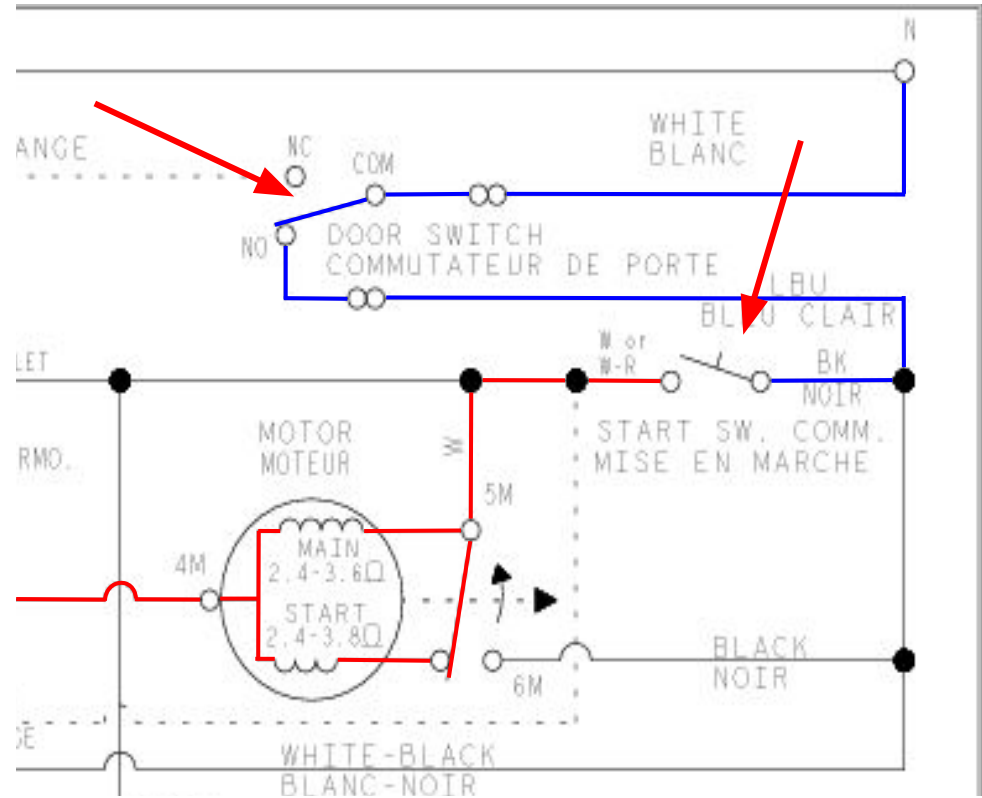 N
WHITE
BLANC
ANGE
NC
COM
NO
DOOR SWITCH
COMMUTATEUR DE PORTE
LBU
BLEU CLAIR
W or
W-R
BK
NOIR
LET
START SW. COMM.
MISE EN MARCHE
MOTOR
MOTEUR
W
RMO.
5M
MAIN
2.4-3.6Ω
4M
START
2.4-3.8Ω
6M
BLACK
NOIR
GE
WHITE-BLACK
BLANC-NOIR